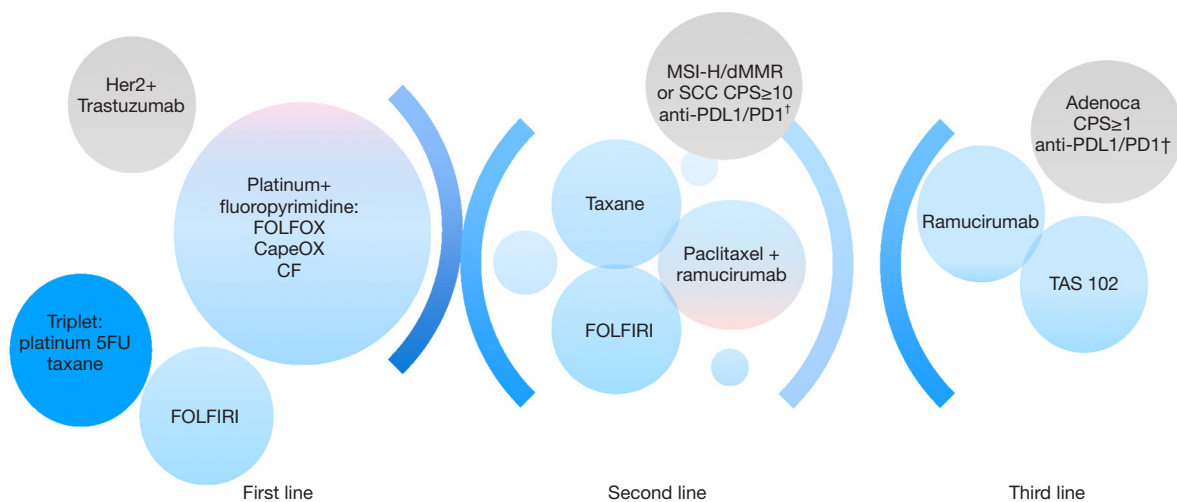 Her2+
Trastuzumab
Platinum+
fluoropyrimidine:
FOLFOX
CapeOX
CF
Triplet:
platinum 5FU
taxane
FOLFIRI
First line
MSI-H/dMMR
or SCC CPS≥10
anti-PDL1/PD1†
Taxane
Paclitaxel +
ramucirumab
FOLFIRI
Second line
Adenoca
CPS≥1
anti-PDL1/PD1†
Ramucirumab
TAS 102
Third line